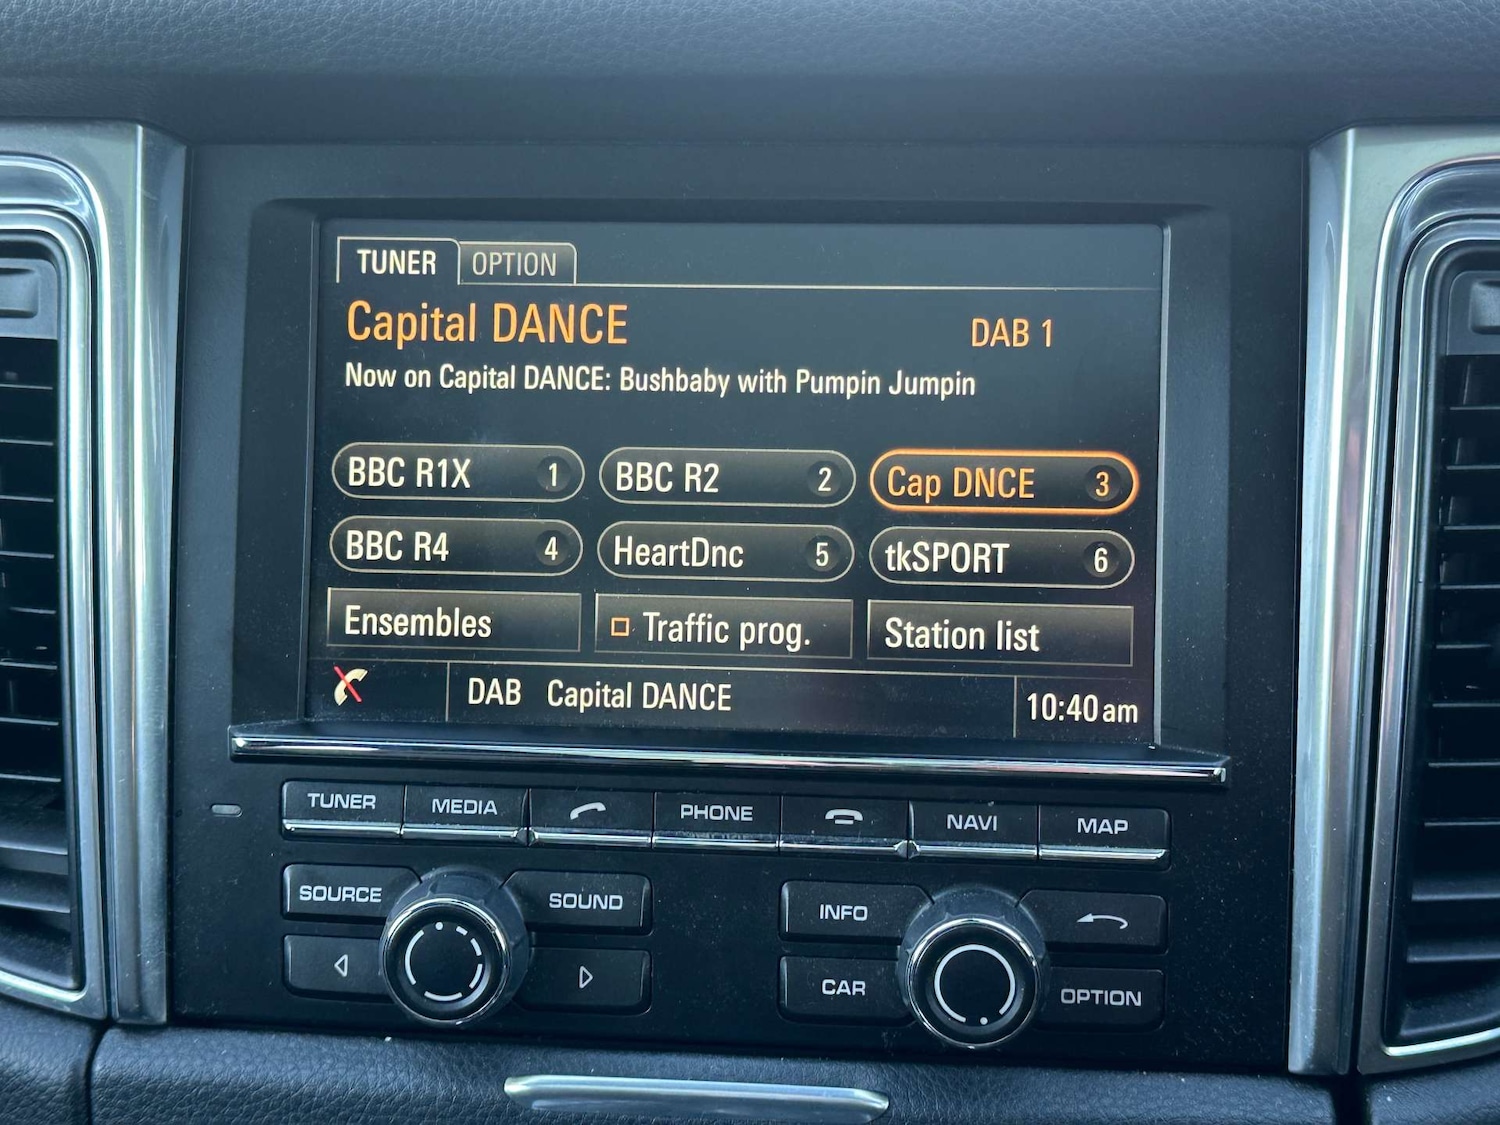 TUNER OPTION
Capital DANCE DAB 1
Now on Capital DANCE: Bushbaby with Pumpin Jumpin
BBC R1X 1 BBC R2 2 Cap DNCE 3
BBC R4 4 HeartDnc 5 tkSPORT 6
Ensembles Traffic prog. Station list
DAB Capital DANCE 10:40am
TUNER MEDIA PHONE NAVI MAP
SOURCE SOUND INFO
CAR OPTION